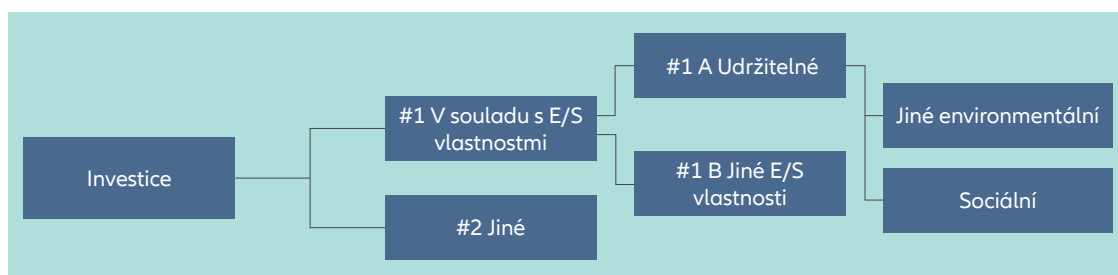 Investice
#1 V souladu s E/S
vlastnostmi
#2 Jiné
#1 A Udržitelné
#1 B Jiné E/S
vlastnosti
Jiné environmentální
Sociální